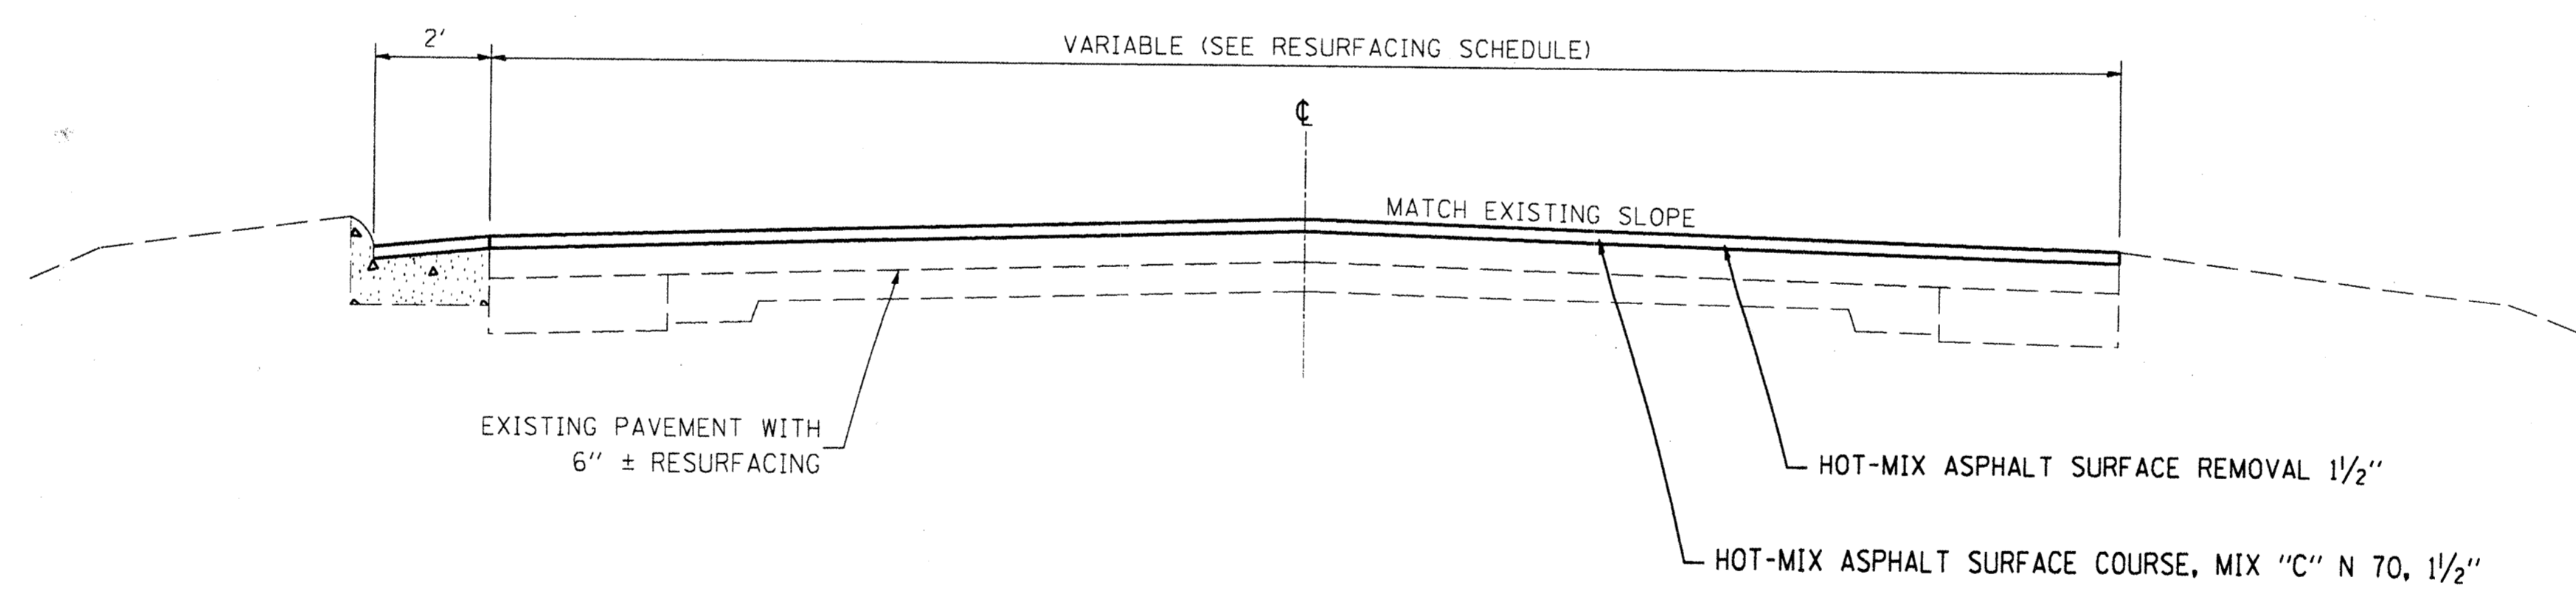 2'
VARIABLE (SEE RESURFACING SCHEDULE)
℄
MATCH EXISTING SLOPE
EXISTING PAVEMENT WITH
6" ± RESURFACING
HOT-MIX ASPHALT SURFACE REMOVAL 1½"
HOT-MIX ASPHALT SURFACE COURSE, MIX "C" N 70, 1½"